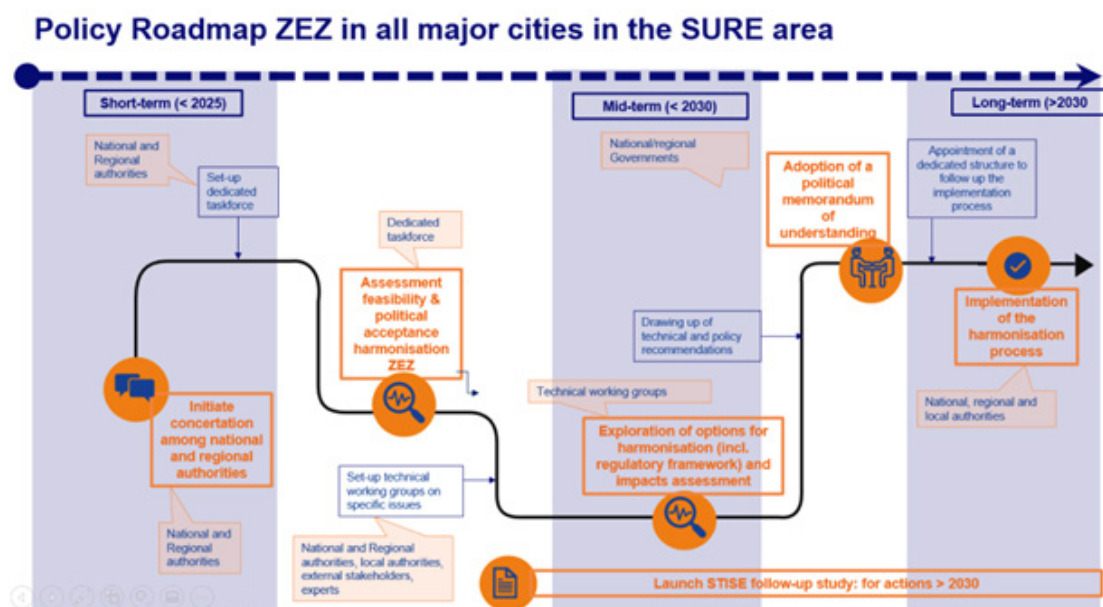 Policy Roadmap ZEZ in all major cities in the SURE area
Short-term (< 2025)
Mid-term (< 2030)
Long-term (>2030
National and
Regional
authorities
Set-up
dedicated
taskforce
Dedicated
taskforce
Assessment
feasibility &
political
acceptance
harmonisation
ZEZ
Initiate
concertation
among national
and regional
authorities
National and
Regional
authorities
Set-up technical
working groups on
specific issues
National and Regional
authorities, local authorities,
external stakeholders,
experts
National/regional
Governments
Adoption of a
political
memorandum
of
understanding
Drawing up of
technical and policy
recommendations
Technical working groups
Exploration of options for
harmonisation (incl.
regulatory framework) and
impacts assessment
Appointment of a
dedicated structure to
follow up the
implementation
process
Implementation
of the
harmonisation
process
National, regional and
local authorities
Launch STISE follow-up study: for actions > 2030